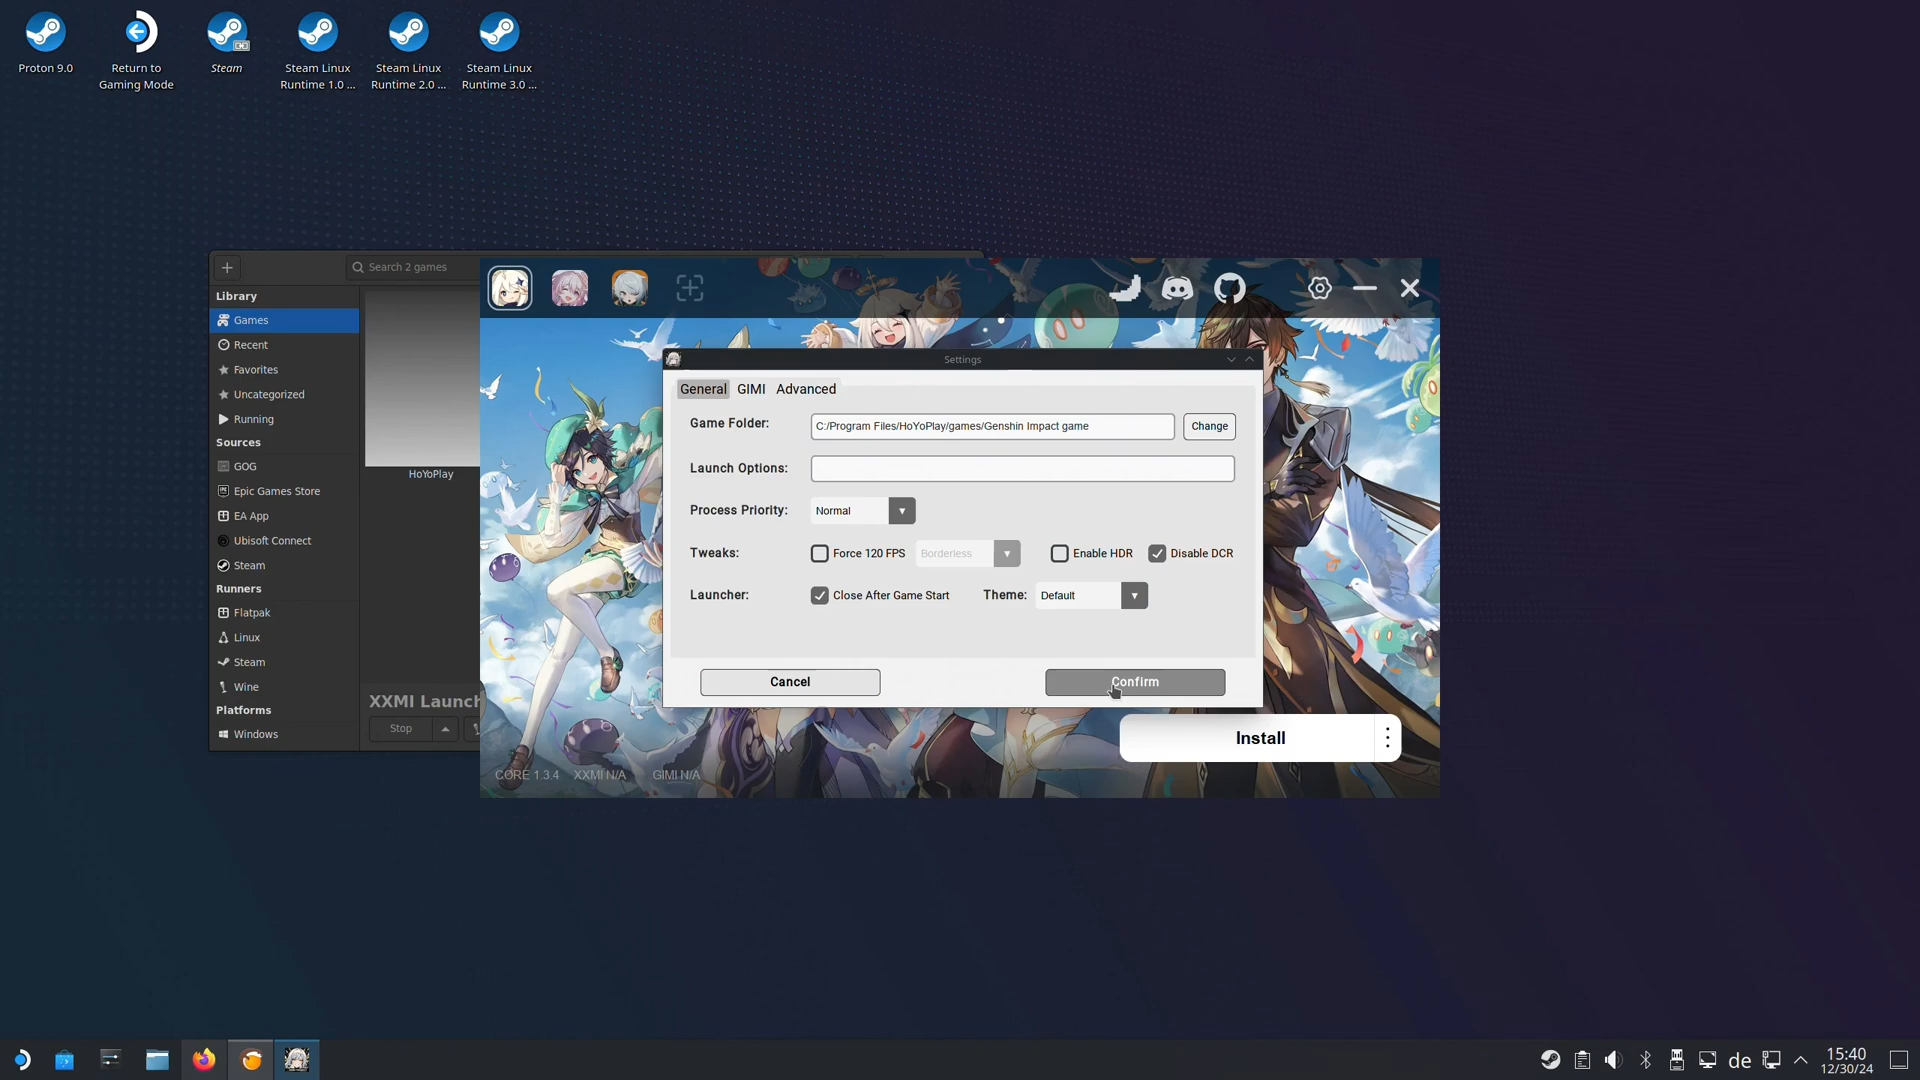 Proton 9.0
Return to
Gaming Mode
Steam
Steam Linux
Runtime 1.0 ...
Steam Linux
Runtime 2.0 ...
Steam Linux
Runtime 3.0 ...
Search 2 games
Library
Games
Recent
Favorites
Uncategorized
Running
Sources
GOG
Epic Games Store
EA App
Ubisoft Connect
Steam
Runners
Flatpak
Linux
Steam
Wine
Platforms
Windows
HoYoPlay
XXMI Launch
Stop
Settings
General GIMI Advanced
Game Folder: C:/Program Files/HoYoPlay/games/Genshin Impact game Change
Launch Options:
Process Priority: Normal
Tweaks: Force 120 FPS Borderless Enable HDR Disable DCR
Launcher: Close After Game Start Theme: Default
Cancel Confirm
Install
CORE 1.3.4 XXMI N/A GIMI N/A
de
15:40
12/30/24